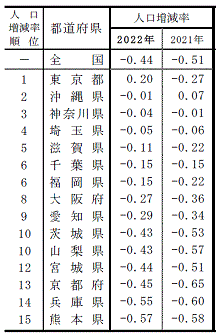 人口増減率順位 都道府県 人口増減率
2022年 2021年
― 全国 -0.44 -0.51
1 東京都 0.20 -0.27
2 沖縄県 -0.01 0.07
3 神奈川県 -0.04 -0.01
4 埼玉県 -0.05 -0.06
5 滋賀県 -0.11 -0.22
6 千葉県 -0.15 -0.15
6 福岡県 -0.15 -0.22
8 大阪府 -0.27 -0.36
9 愛知県 -0.29 -0.34
10 茨城県 -0.43 -0.53
10 山梨県 -0.43 -0.57
12 宮城県 -0.44 -0.51
13 京都府 -0.45 -0.65
14 兵庫県 -0.55 -0.60
15 熊本県 -0.57 -0.58